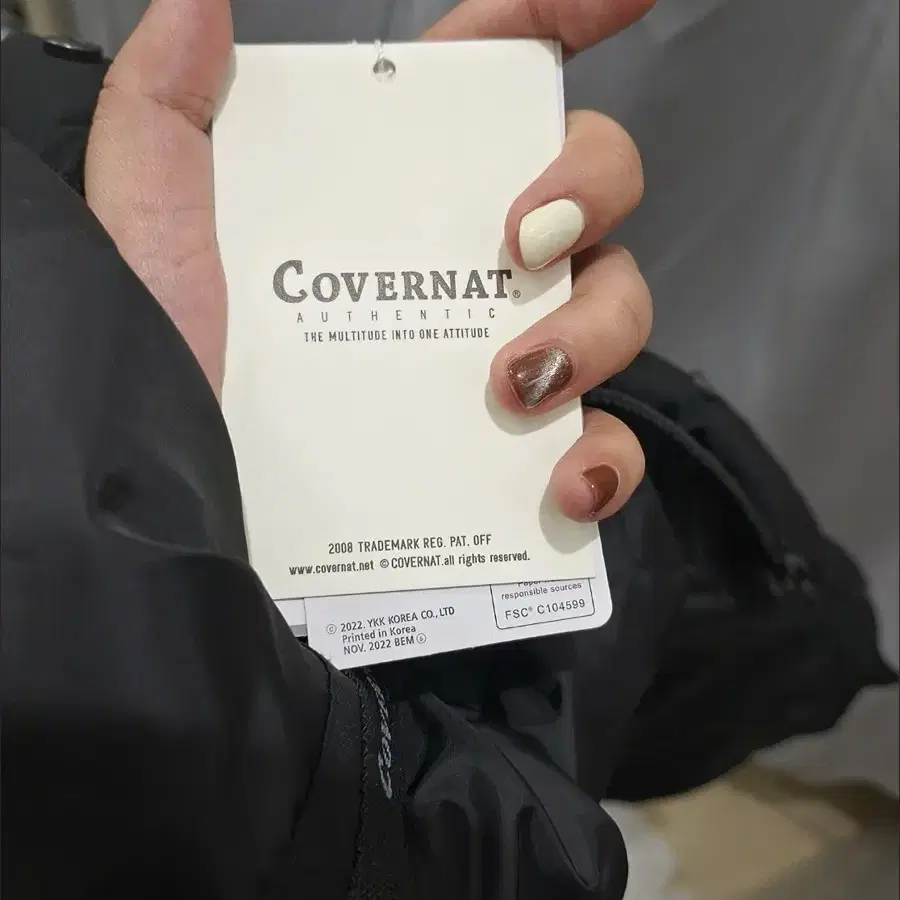 COVERNAT®
AUTHENTIC
THE MULTITUDE INTO ONE ATTITUDE
2008 TRADEMARK REG. PAT. OFF
www.covernat.net ©COVERNAT.all rights reserved.
responsible sources
FSC® C104599
ⓒ 2022. YKK KOREA CO., LTD
Printed in Korea
NOV. 2022 BEM ⓢ